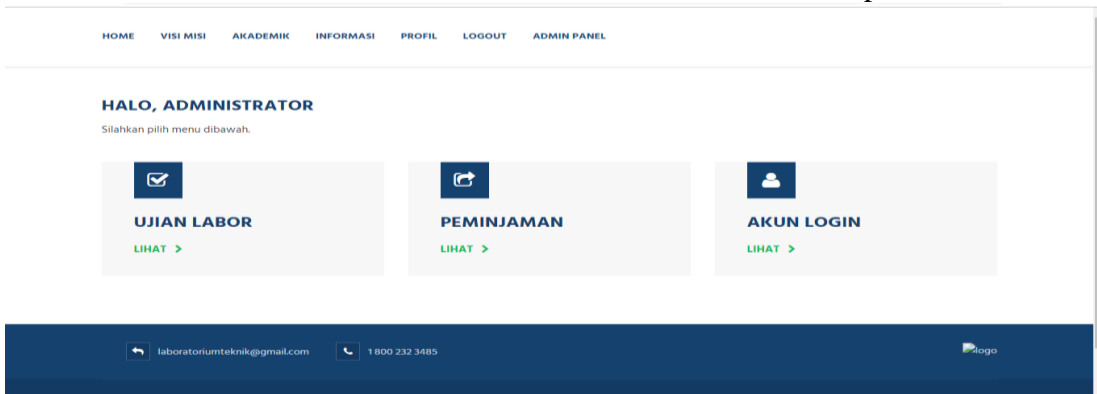 HOME VISI MISI AKADEMIK INFORMASI PROFIL LOGOUT ADMIN PANEL
HALO, ADMINISTRATOR
Silahkan pilih menu dibawah.
UJIAN LABOR
LIHAT >
PEMINJAMAN
LIHAT >
AKUN LOGIN
LIHAT >
laboratoriumteknik@gmail.com 1 800 232 3485 logo